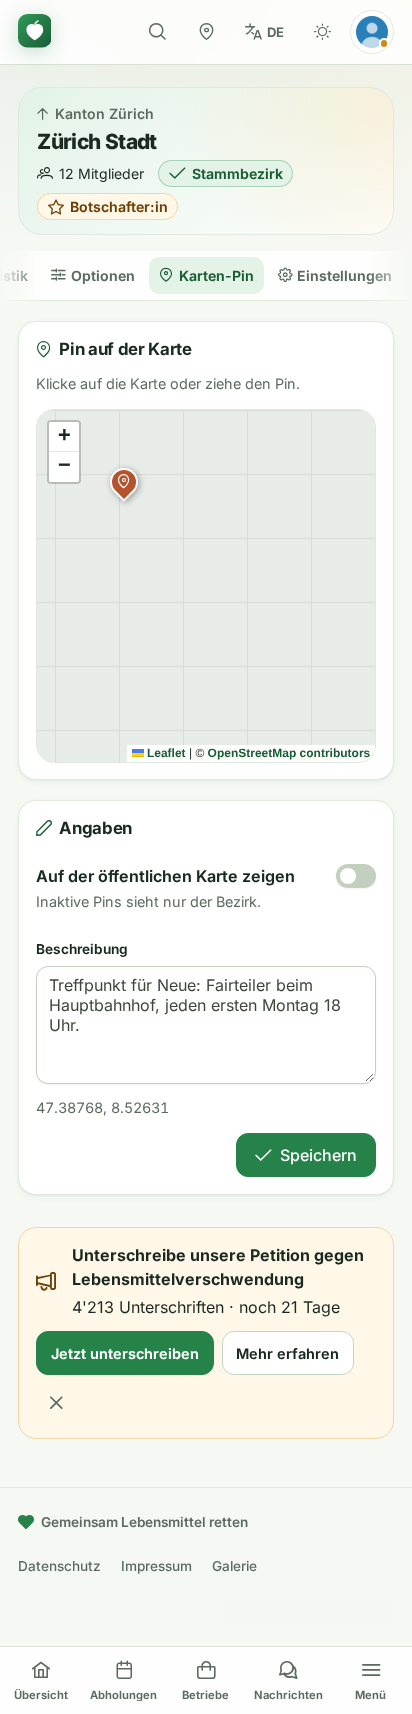 DE
Kanton Zürich
Zürich Stadt
12 Mitglieder
Stammbezirk
Botschafter:in
stik
Optionen
Karten-Pin
Einstellungen
Pin auf der Karte
Klicke auf die Karte oder ziehe den Pin.
+
−
Leaflet | © OpenStreetMap contributors
Angaben
Auf der öffentlichen Karte zeigen
Inaktive Pins sieht nur der Bezirk.
Beschreibung
Treffpunkt für Neue: Fairteiler beim
Hauptbahnhof, jeden ersten Montag 18
Uhr.
47.38768, 8.52631
Speichern
Unterschreibe unsere Petition gegen
Lebensmittelverschwendung
4'213 Unterschriften · noch 21 Tage
Jetzt unterschreiben
Mehr erfahren
Gemeinsam Lebensmittel retten
Datenschutz
Impressum
Galerie
Übersicht
Abholungen
Betriebe
Nachrichten
Menü